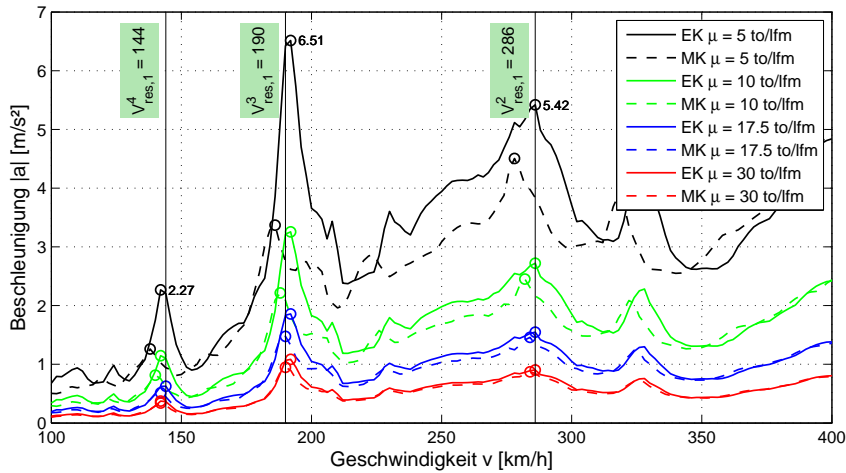 Beschleunigung |a| [m/s²]
7
6
5
4
3
2
1
0
V⁴res,1 = 144
V³res,1 = 190
V²res,1 = 286
6.51
5.42
2.27
EK µ = 5 to/lfm
MK µ = 5 to/lfm
EK µ = 10 to/lfm
MK µ = 10 to/lfm
EK µ = 17.5 to/lfm
MK µ = 17.5 to/lfm
EK µ = 30 to/lfm
MK µ = 30 to/lfm
100 150 200 250 300 350 400
Geschwindigkeit v [km/h]